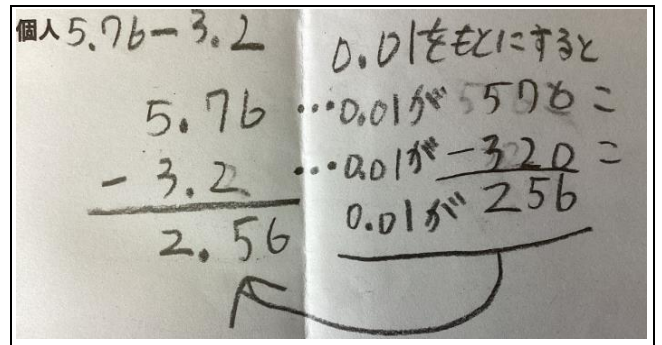 個人 5.76-3.2
5.76
- 3.2
2.56
0.01をもとにすると
…0.01が 576こ
…0.01が -320こ
0.01が 256